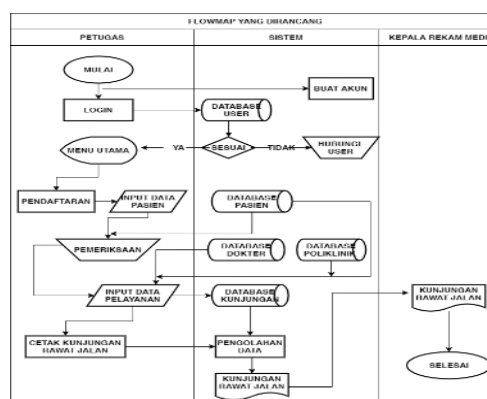 FLOWMAP YANG DIRANCANG
PETUGAS
SISTEM
KEPALA REKAM MEDI
MULAI
BUAT AKUN
LOGIN
DATABASE
USER
MENU UTAMA
YA
SESUAI
TIDAK
HUBUNGI
USER
PENDAFTARAN
INPUT DATA
PASIEN
DATABASE
PASIEN
PEMERIKSAAN
DATABASE
DOKTER
DATABASE
POLIKLINIK
INPUT DATA
PELAYANAN
DATABASE
KUNJUNGAN
KUNJUNGAN
RAWAT JALAN
CETAK KUNJUNGAN
RAWAT JALAN
PENGOLAHAN
DATA
KUNJUNGAN
RAWAT JALAN
SELESAI